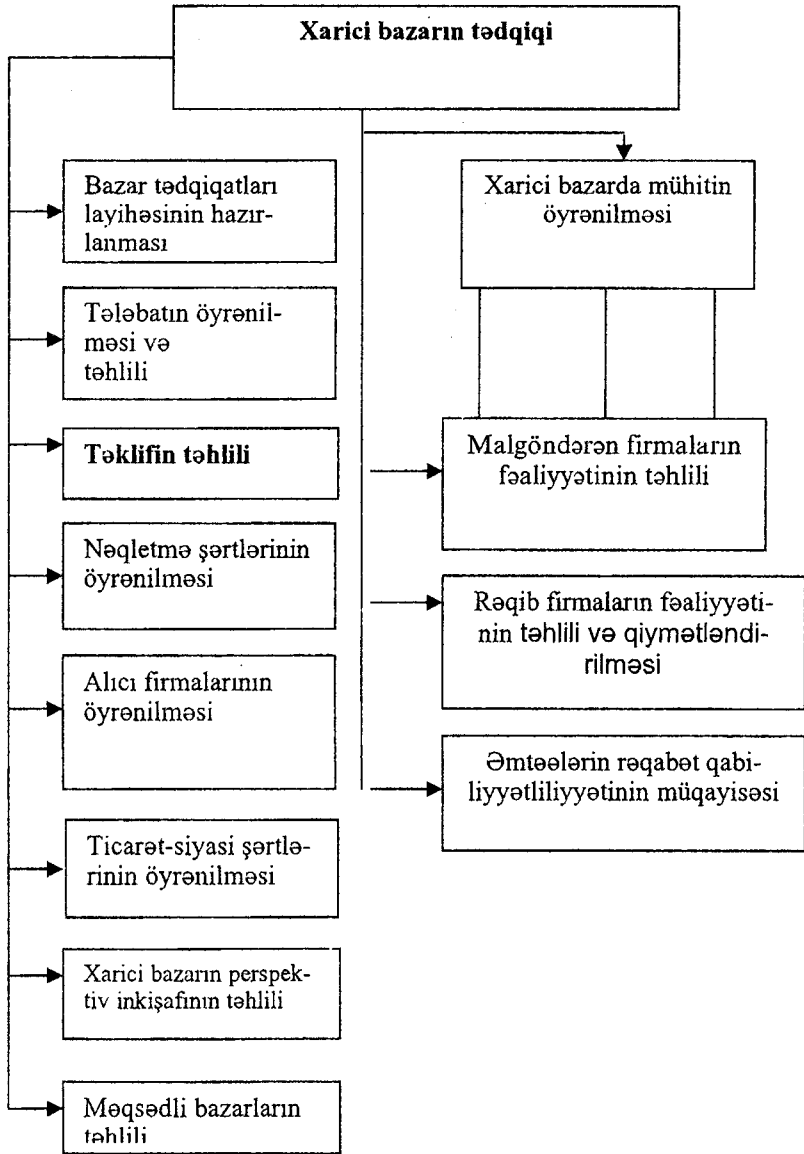 Xarici bazarın tədqiqi
Bazar tədqiqatları
layihəsinin hazır-
lanması
Tələbatın öyrənil-
məsi və
təhlili
Təklifin təhlili
Nəqletmə şərtlərinin
öyrənilməsi
Alıcı firmalarının
öyrənilməsi
Ticarət-siyasi şərtlə-
rinin öyrənilməsi
Xarici bazarın perspek-
tiv inkişafının təhlili
Məqsədli bazarların
təhlili
Xarici bazarda mühitin
öyrənilməsi
Malgöndərən firmaların
fəaliyyətinin təhlili
Rəqib firmaların fəaliyyəti-
nin təhlili və qiymətləndi-
rilməsi
Əmtəələrin rəqabət qabi-
liyyətliliyyətinin müqayisəsi